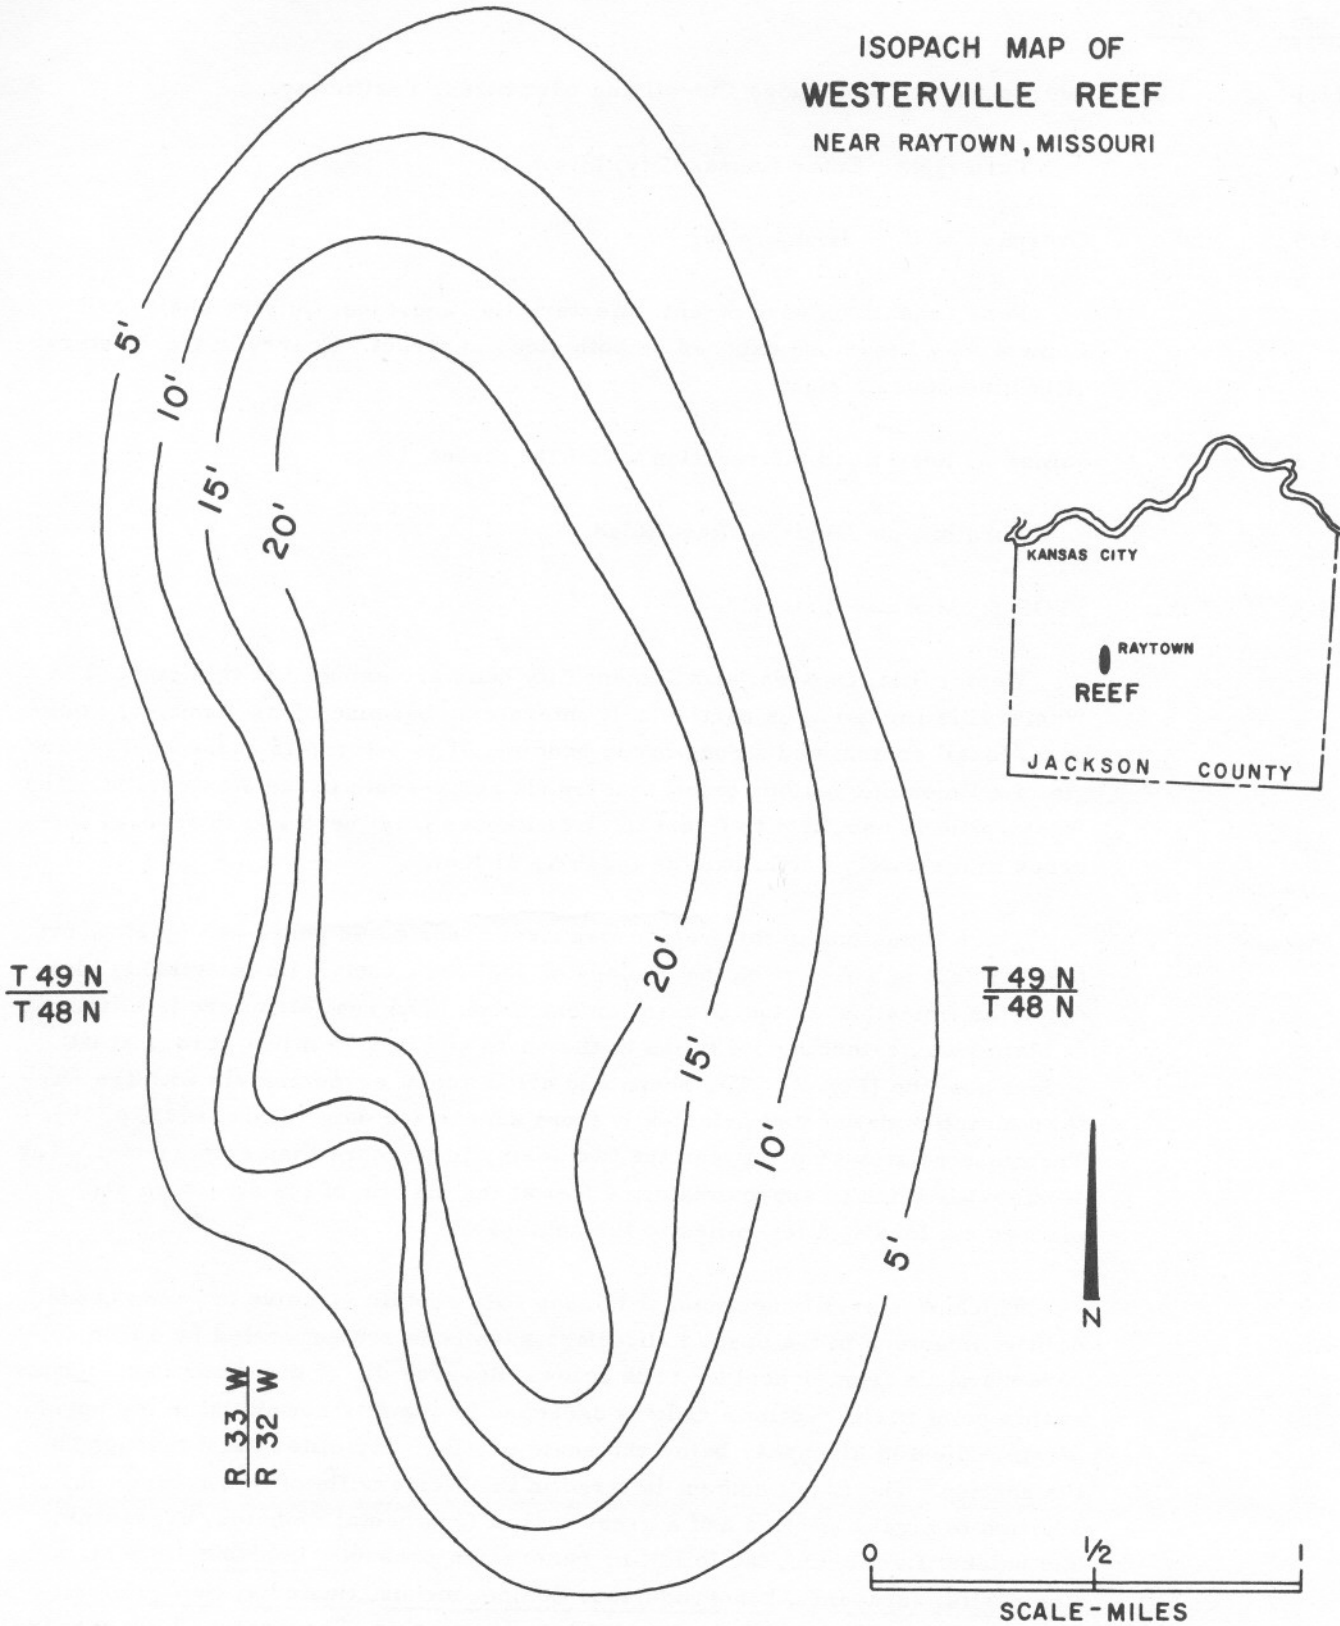 ISOPACH MAP OF
WESTERVILLE REEF
NEAR RAYTOWN, MISSOURI
5'
10'
15'
20'
KANSAS CITY
RAYTOWN
REEF
JACKSON COUNTY
T 49 N
T 48 N
20'
T 49 N
T 48 N
15'
10'
5'
N
R 33 W
R 32 W
0 1/2 1
SCALE-MILES